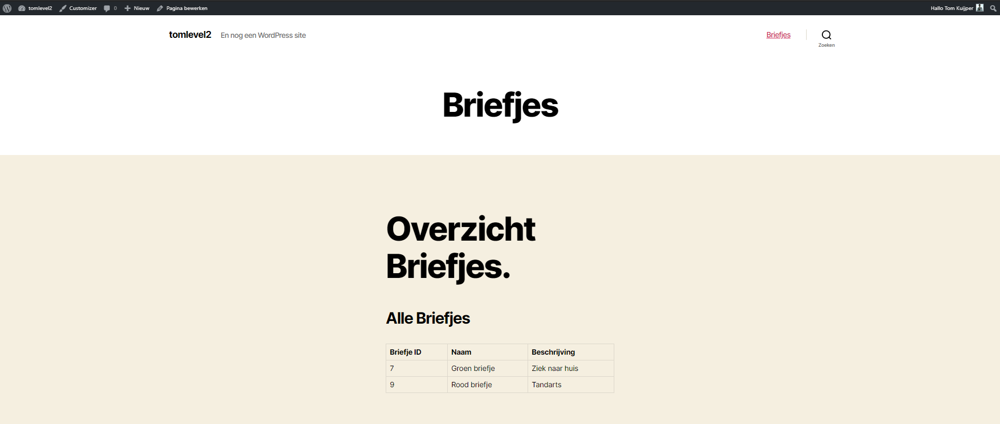 tomlevel2 Customizer 0 Nieuw Pagina bewerken Hallo Tom Kuijper
tomlevel2 En nog een WordPress site Briefjes
Zoeken
Briefjes
Overzicht
Briefjes.
Alle Briefjes
Briefje ID Naam Beschrijving
7 Groen briefje Ziek naar huis
9 Rood briefje Tandarts